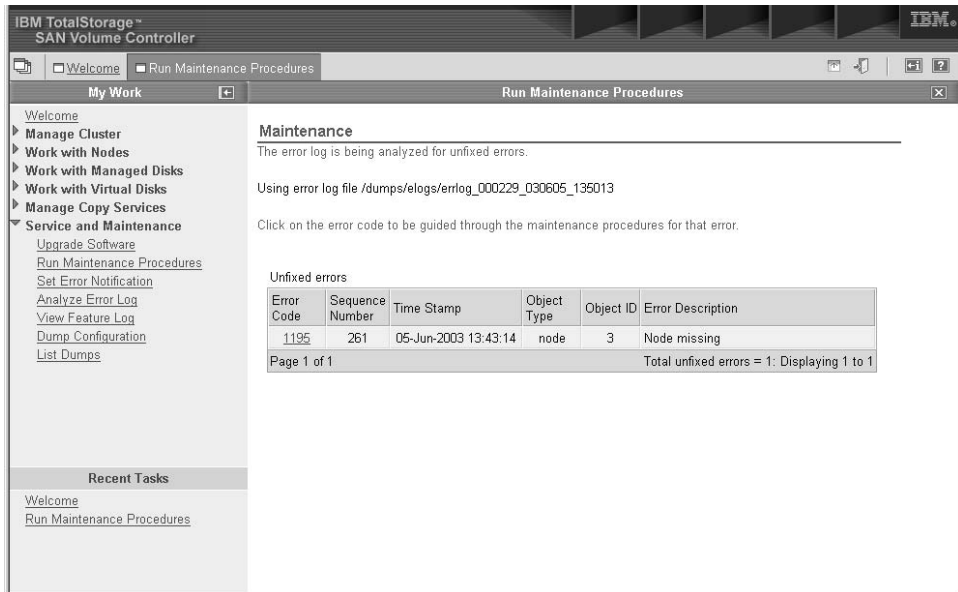 IBM TotalStorage™
SAN Volume Controller
IBM®
Welcome
Run Maintenance Procedures
My Work
Run Maintenance Procedures
Welcome
Manage Cluster
Work with Nodes
Work with Managed Disks
Work with Virtual Disks
Manage Copy Services
Service and Maintenance
Upgrade Software
Run Maintenance Procedures
Set Error Notification
Analyze Error Log
View Feature Log
Dump Configuration
List Dumps
Recent Tasks
Welcome
Run Maintenance Procedures
Maintenance
The error log is being analyzed for unfixed errors.
Using error log file /dumps/elogs/errlog_000229_030605_135013
Click on the error code to be guided through the maintenance procedures for that error.
Unfixed errors
Error Code Sequence Number Time Stamp Object Type Object ID Error Description
1195 261 05-Jun-2003 13:43:14 node 3 Node missing
Page 1 of 1 Total unfixed errors = 1: Displaying 1 to 1